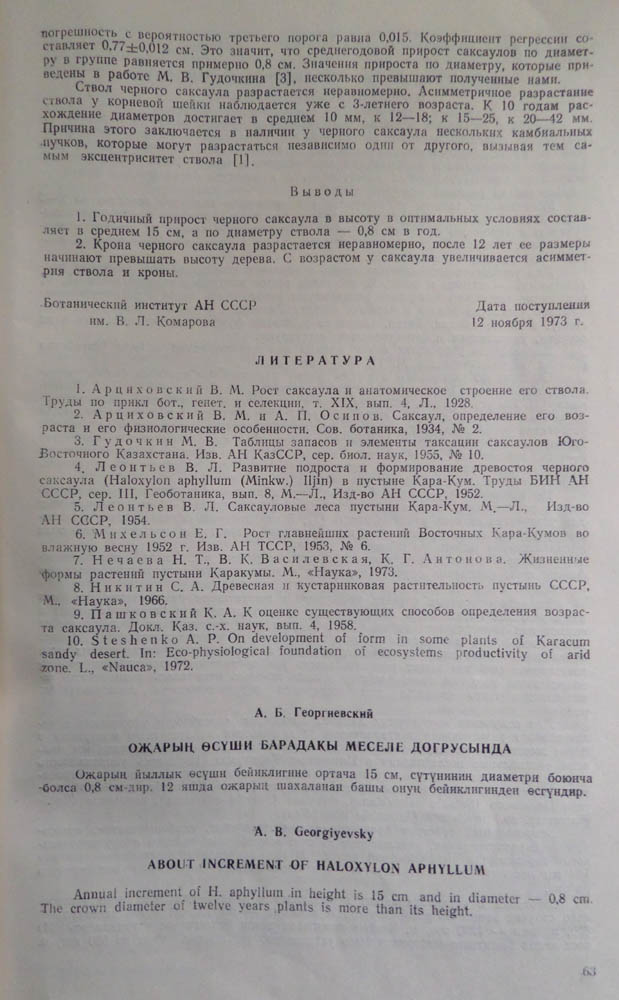 погрешность с вероятностью третьего порога равна 0,015. Коэффициент регрессии со-
ставляет 0,77±0,012 см. Это значит, что среднегодовой прирост саксаулов по диамет-
ру в группе равняется примерно 0,8 см. Значения прироста по диаметру, которые при-
ведены в работе М. В. Гудочкина [3], несколько превышают полученные нами.
Ствол черного саксаула разрастается неравномерно. Асимметричное разрастание
ствола у корневой шейки наблюдается уже с 3-летнего возраста. К 10 годам рас-
хождение диаметров достигает в среднем 10 мм, к 12—18; к 15—25, к 20—42 мм.
Причина этого заключается в наличии у черного саксаула нескольких камбиальных
пучков, которые могут разрастаться независимо один от другого, вызывая тем са-
мым эксцентриситет ствола [1].
Выводы
1. Годичный прирост черного саксаула в высоту в оптимальных условиях состав-
ляет в среднем 15 см, а по диаметру ствола — 0,8 см в год.
2. Крона черного саксаула разрастается неравномерно, после 12 лет ее размеры
начинают превышать высоту дерева. С возрастом у саксаула увеличивается асиммет-
рия ствола и кроны.
Ботанический институт АН СССР
им. В. Л. Комарова
Дата поступления
12 ноября 1973 г.
ЛИТЕРАТУРА
1. Арциховский В. М. Рост саксаула и анатомическое строение его ствола.
Труды по прикл бот., генет. и селекции, т. XIX, вып. 4, Л., 1928.
2. Арциховский В. М. и А. П. Осипов. Саксаул, определение его воз-
раста и его физиологические особенности. Сов. ботаника, 1934, № 2.
3. Гудочкин М. В. Таблицы запасов и элементы таксации саксаулов Юго-
Восточного Казахстана. Изв. АН КазССР, сер. биол. наук, 1955, № 10.
4. Леонтьев В. Л. Развитие подроста и формирование древостоя черного
саксаула (Haloxylon aphyllum (Minkw.) Iljin) в пустыне Кара-Кум. Труды БИН АН
СССР, сер. III, Геоботаника, вып. 8, М.—Л., Изд-во АН СССР, 1952.
5. Леонтьев В. Л. Саксауловые леса пустыни Кара-Кум. М.—Л., Изд-во
АН СССР, 1954.
6. Михельсон Е. Г. Рост главнейших растений Восточных Кара-Кумов во
влажную весну 1952 г. Изв. АН ТССР, 1953, № 6.
7. Нечаева Н. Т., В. К. Василевская, К. Г. Антонова. Жизненные
формы растений пустыни Каракумы. М., «Наука», 1973.
8. Никитин С. А. Древесная и кустарниковая растительность пустынь СССР,
М., «Наука», 1966.
9. Пашковский К. А. К оценке существующих способов определения возрас-
та саксаула. Докл. Каз. с.-х. наук, вып. 4, 1958.
10. Steshenko A. P. On development of form in some plants of Karacum
sandy desert. In: Eco-physiological foundation of ecosystems productivity of arid
zone. L., «Nauca», 1972.
А. Б. Георгиевский
ОҖАРЫҢ ӨСҮШИ БАРАДАКЫ МЕСЕЛЕ ДОГРУСЫНДА
Оҗарың йыллык өсүши бейиклигине ортача 15 см, сүтүниниң диаметри боюнча
болса 0,8 см-дир. 12 яшда оҗарың шахаланан башы онуң бейиклигинден өсгүндир.
A. B. Georgiyevsky
ABOUT INCREMENT OF HALOXYLON APHYLLUM
Annual increment of H. aphyllum in height is 15 cm and in diameter — 0,8 cm.
The crown diameter of twelve years plants is more than its height.
63